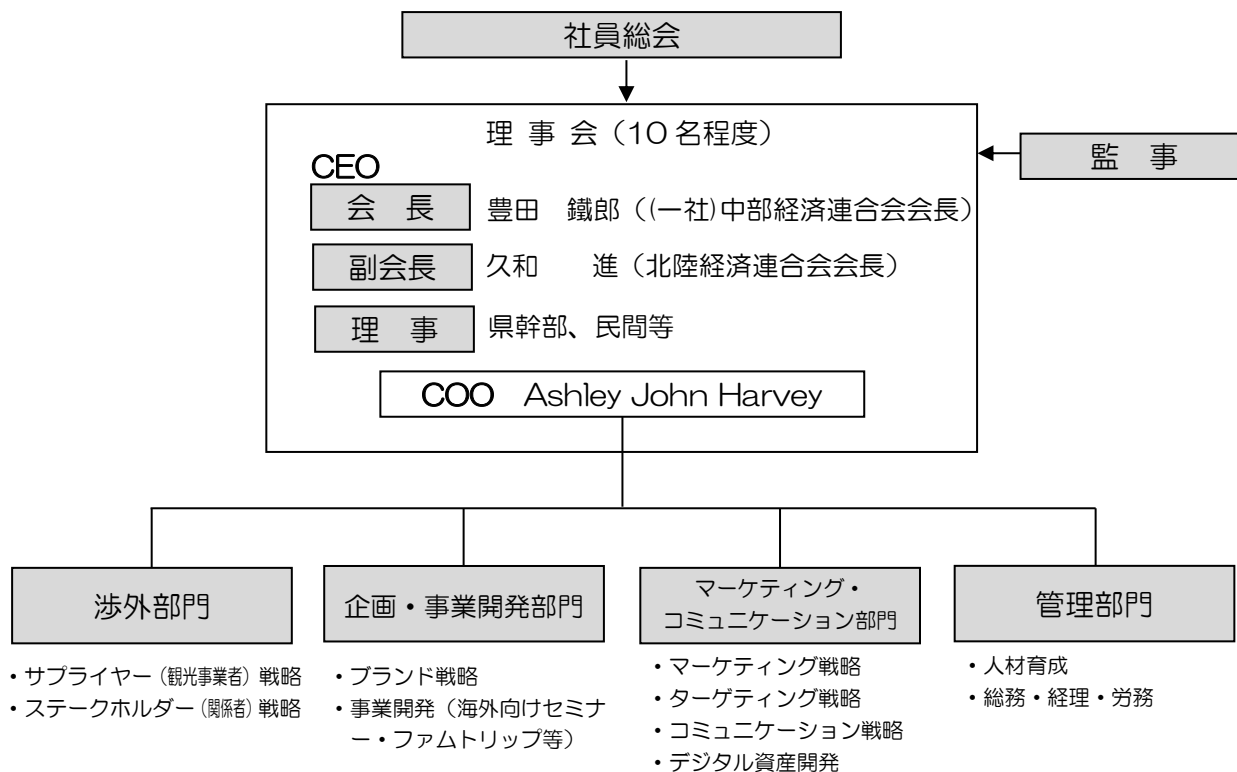 社員総会
理 事 会（10 名程度）
監　事
CEO
会　長
豊田　鐵郎（(一社)中部経済連合会会長）
副会長
久和　　進（北陸経済連合会会長）
理　事
県幹部、民間等
COO　Ashley John Harvey
渉外部門
・サプライヤー（観光事業者）戦略
・ステークホルダー（関係者）戦略
企画・事業開発部門
・ブランド戦略
・事業開発（海外向けセミナ
ー・ファムトリップ等）
マーケティング・
コミュニケーション部門
・マーケティング戦略
・ターゲティング戦略
・コミュニケーション戦略
・デジタル資産開発
管理部門
・人材育成
・総務・経理・労務